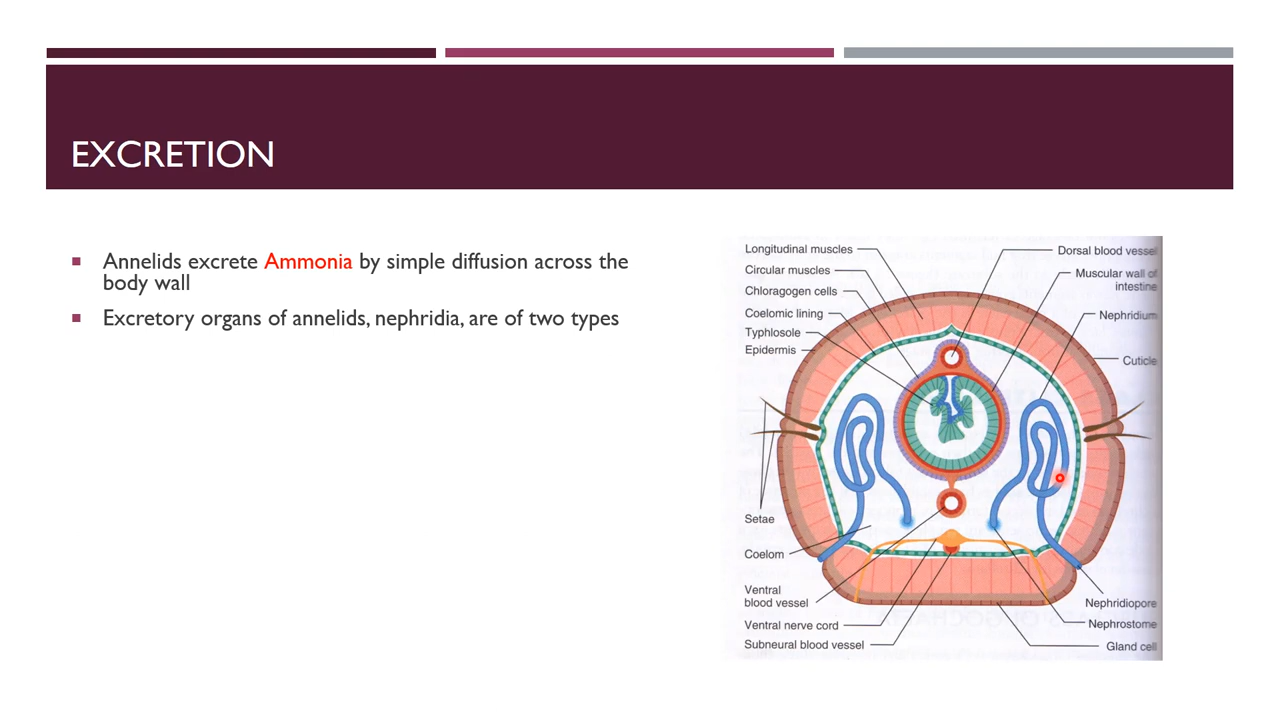 EXCRETION
Annelids excrete Ammonia by simple diffusion across the
body wall
Excretory organs of annelids, nephridia, are of two types
Longitudinal muscles
Circular muscles
Chloragogen cells
Coelomic lining
Typhlosole
Epidermis
Setae
Coelom
Ventral
blood vessel
Ventral nerve cord
Subneural blood vessel
Dorsal blood vessel
Muscular wall of
intestine
Nephridium
Cuticle
Nephridiopore
Nephrostome
Gland cell